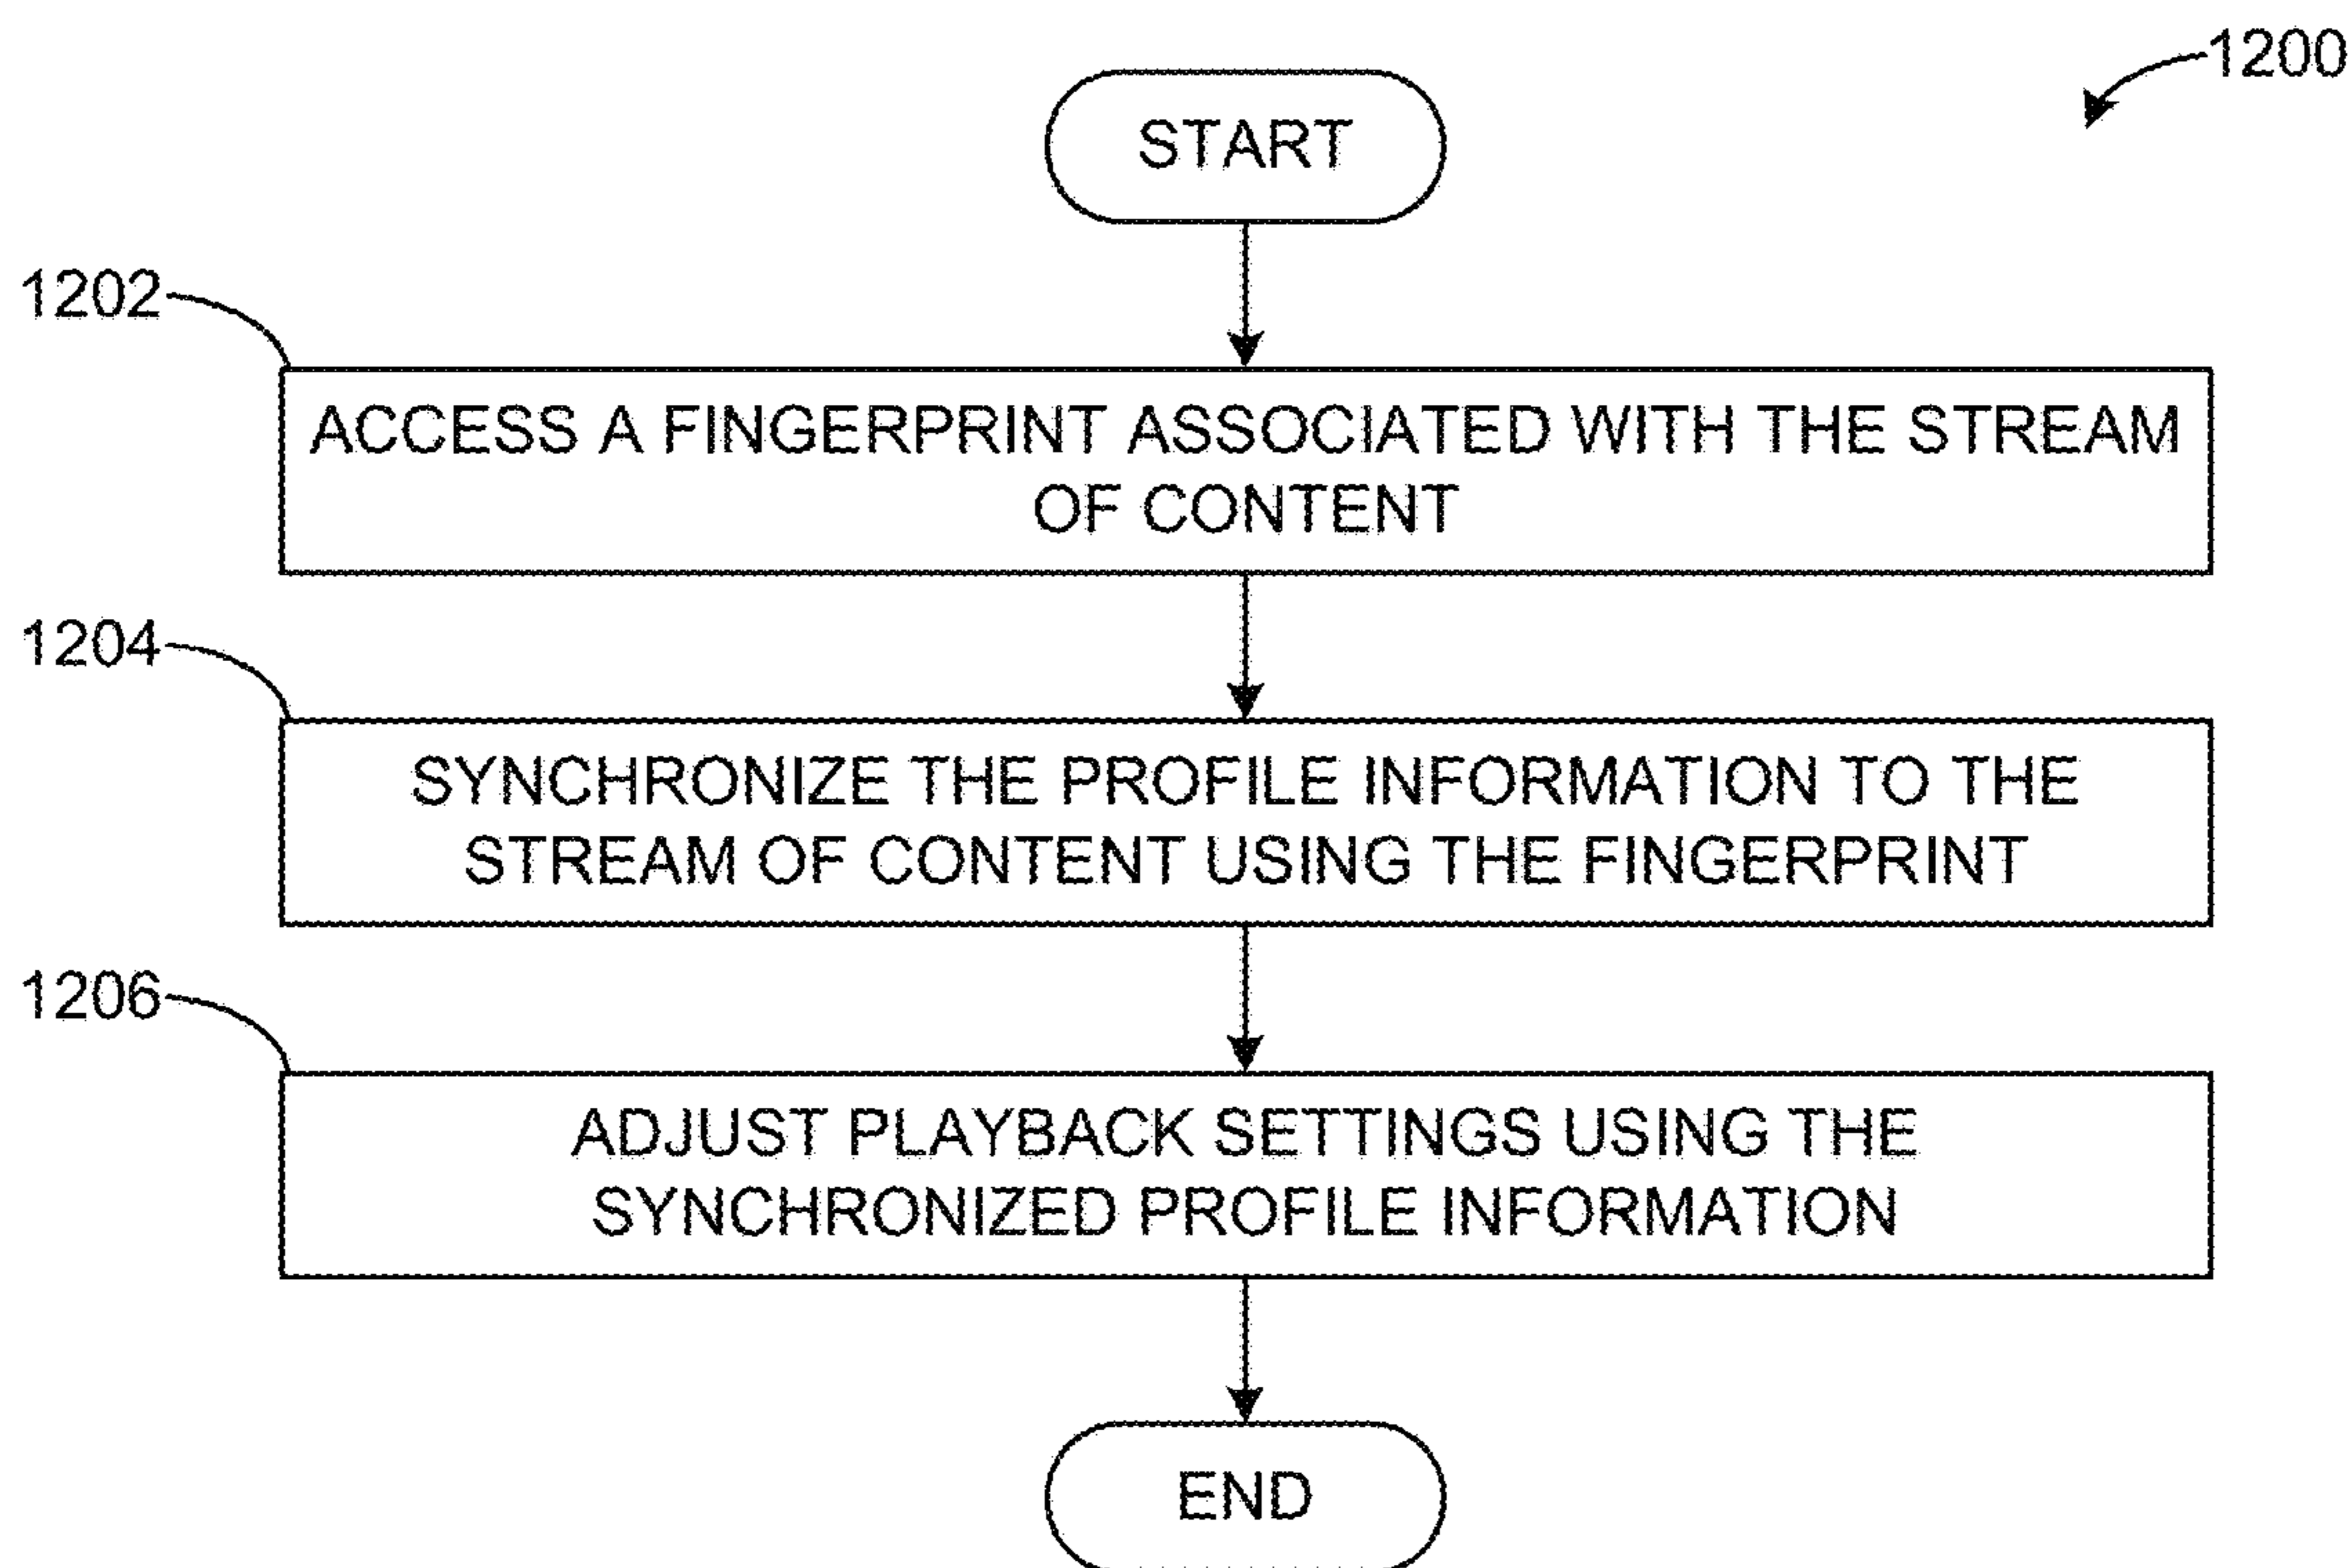 1200
START
1202
ACCESS A FINGERPRINT ASSOCIATED WITH THE STREAM
OF CONTENT
1204
SYNCHRONIZE THE PROFILE INFORMATION TO THE
STREAM OF CONTENT USING THE FINGERPRINT
1206
ADJUST PLAYBACK SETTINGS USING THE
SYNCHRONIZED PROFILE INFORMATION
END